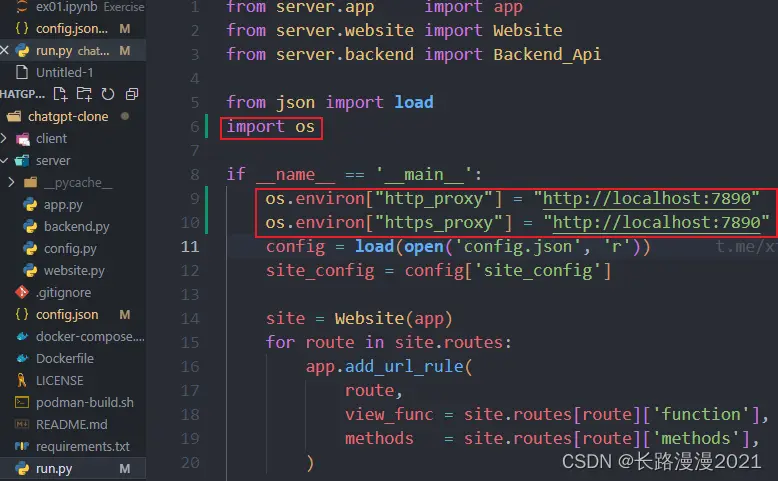 ex01.ipynb Exercise
config.json... M
run.py chat... M
Untitled-1
HATGP...
chatgpt-clone
client
server
__pycache__
app.py
backend.py
config.py
website.py
.gitignore
config.json M
docker-compose....
Dockerfile
LICENSE
podman-build.sh
README.md
requirements.txt
run.py M
1 from server.app     import app
2 from server.website import Website
3 from server.backend import Backend_Api
4
5 from json import load
6 import os
7
8 if __name__ == '__main__':
9     os.environ["http_proxy"] = "http://localhost:7890"
10     os.environ["https_proxy"] = "http://localhost:7890"
11     config = load(open('config.json', 'r'))     t.me/x
12     site_config = config['site_config']
13
14     site = Website(app)
15     for route in site.routes:
16         app.add_url_rule(
17             route,
18             view_func = site.routes[route]['function'],
19             methods   = site.routes[route]['methods'],
20         )
CSDN @长路漫漫2021